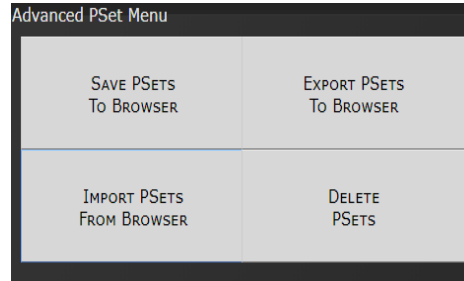 Advanced PSet Menu
Save PSets
To Browser
Export PSets
To Browser
Import PSets
From Browser
Delete
PSets